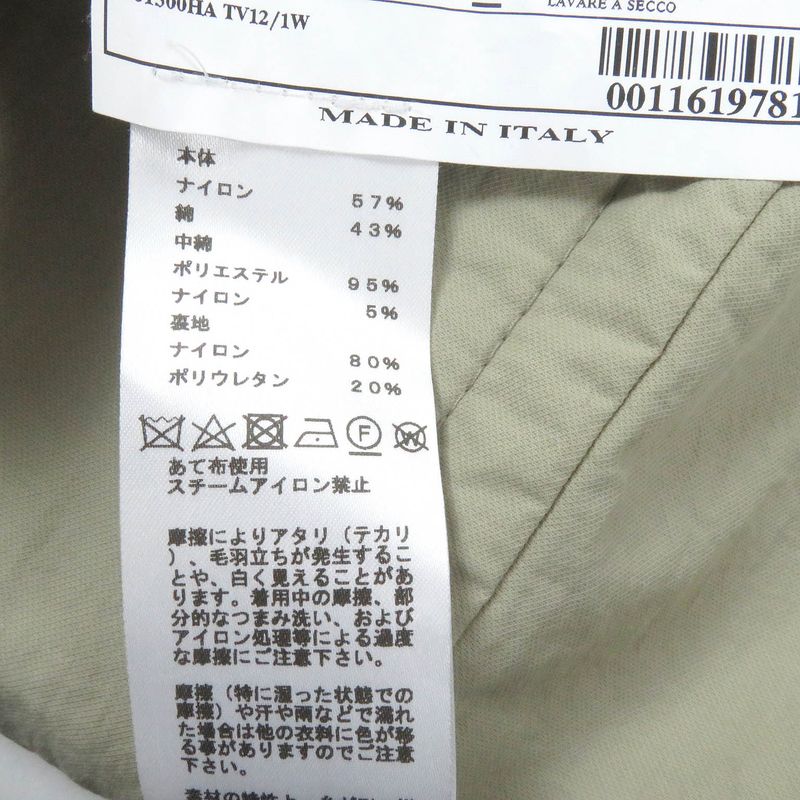 LAVARE A SECCO
01500HA TV12/1W
0011619781
MADE IN ITALY
本体
ナイロン 57%
綿 43%
中綿
ポリエステル 95%
ナイロン 5%
裏地
ナイロン 80%
ポリウレタン 20%
F W
あて布使用
スチームアイロン禁止
摩擦によりアタリ（テカリ
）、毛羽立ちが発生するこ
とや、白く見えることがあ
ります。着用中の摩擦、部
分的なつまみ洗い、および
アイロン処理等による過度
な摩擦にご注意下さい。
摩擦（特に湿った状態での
摩擦）や汗や雨などで濡れ
た場合は他の衣料に色が移
る事がありますのでご注意
下さい。